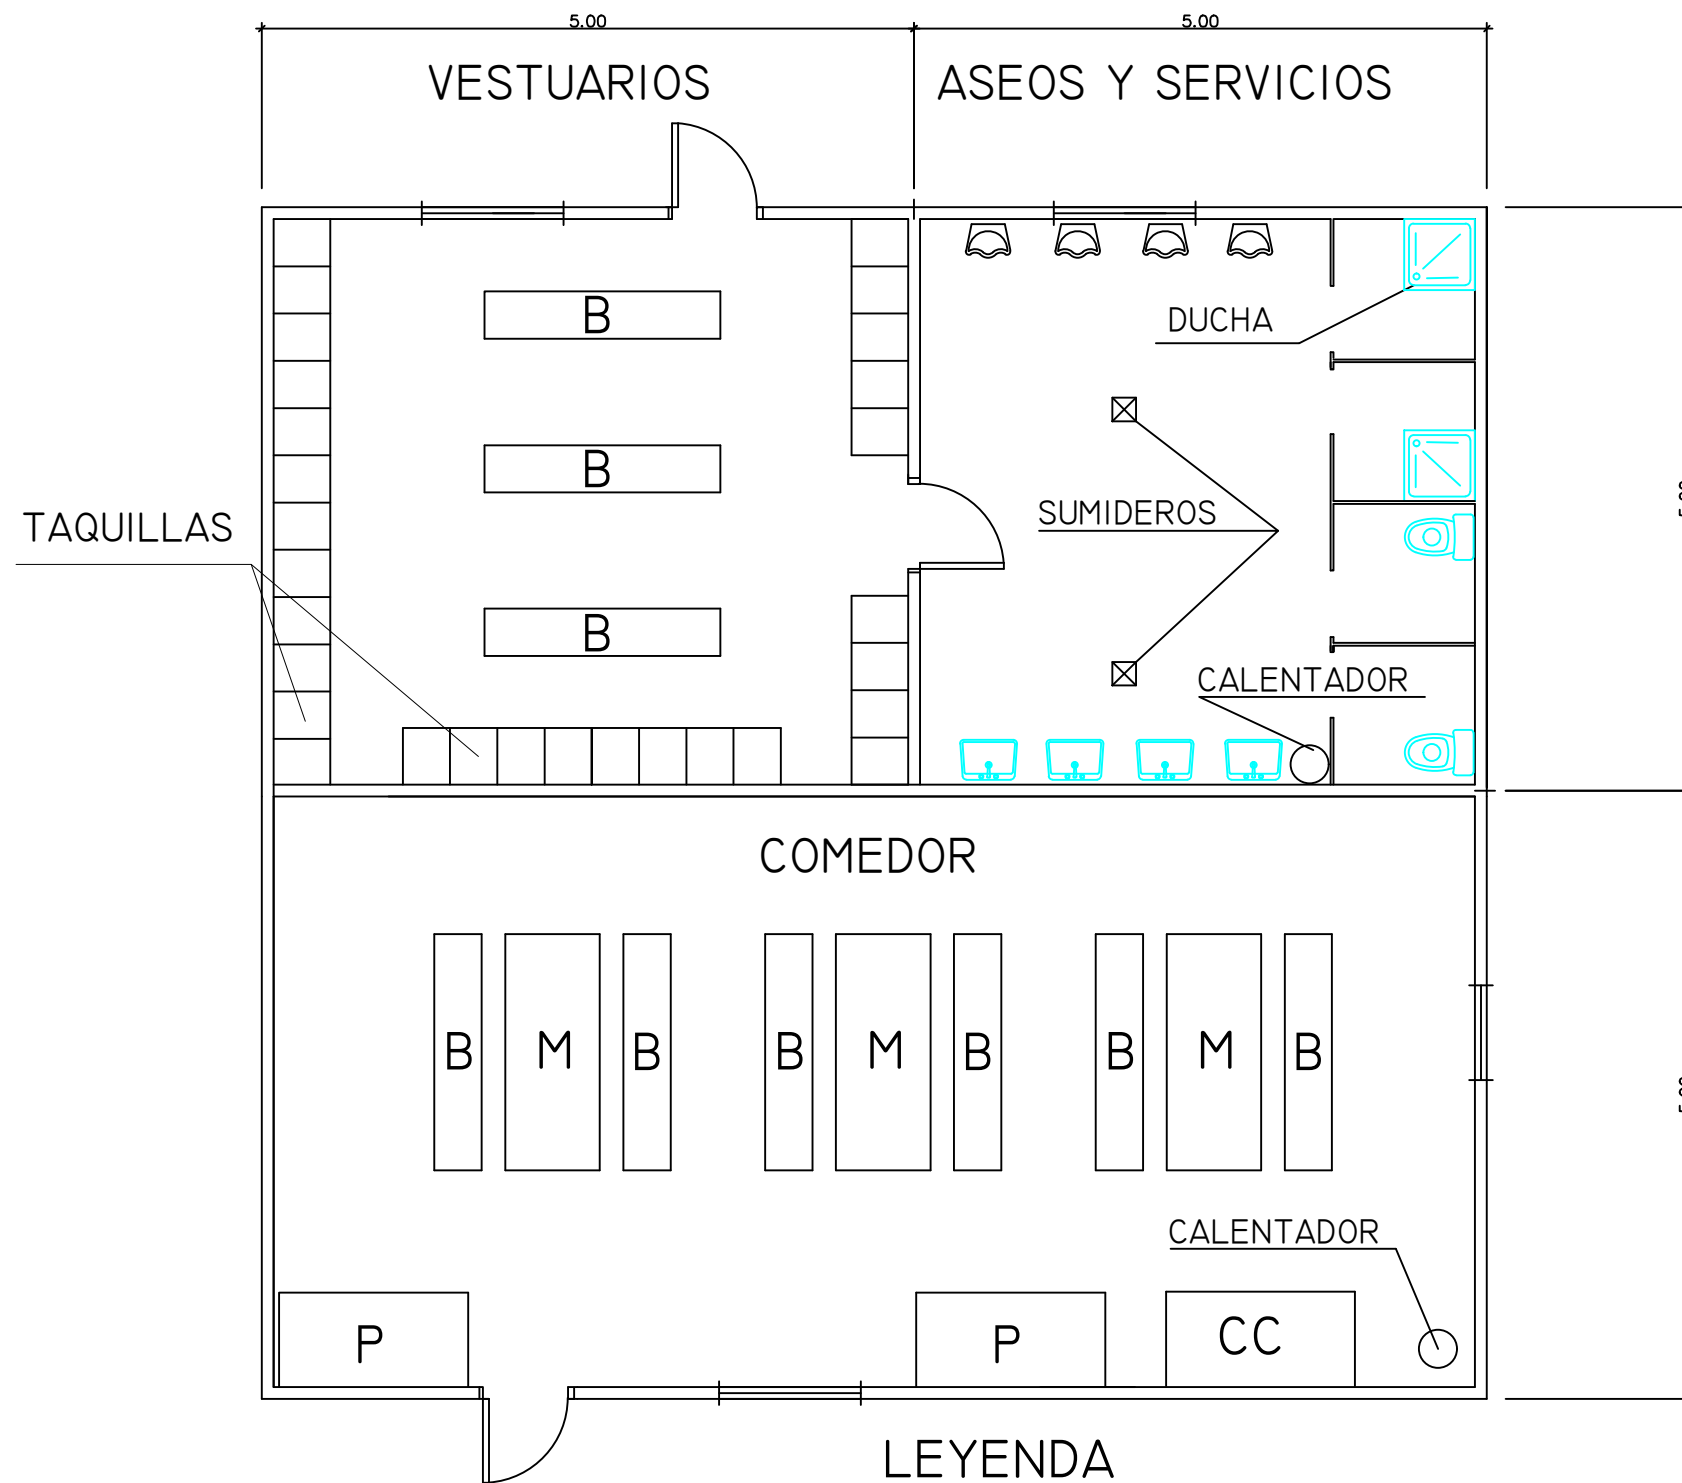 5.00 5.00
VESTUARIOS ASEOS Y SERVICIOS
B
DUCHA
B
SUMIDEROS
TAQUILLAS
B
CALENTADOR
COMEDOR
B M B B M B B M B
CALENTADOR
P P CC
LEYENDA